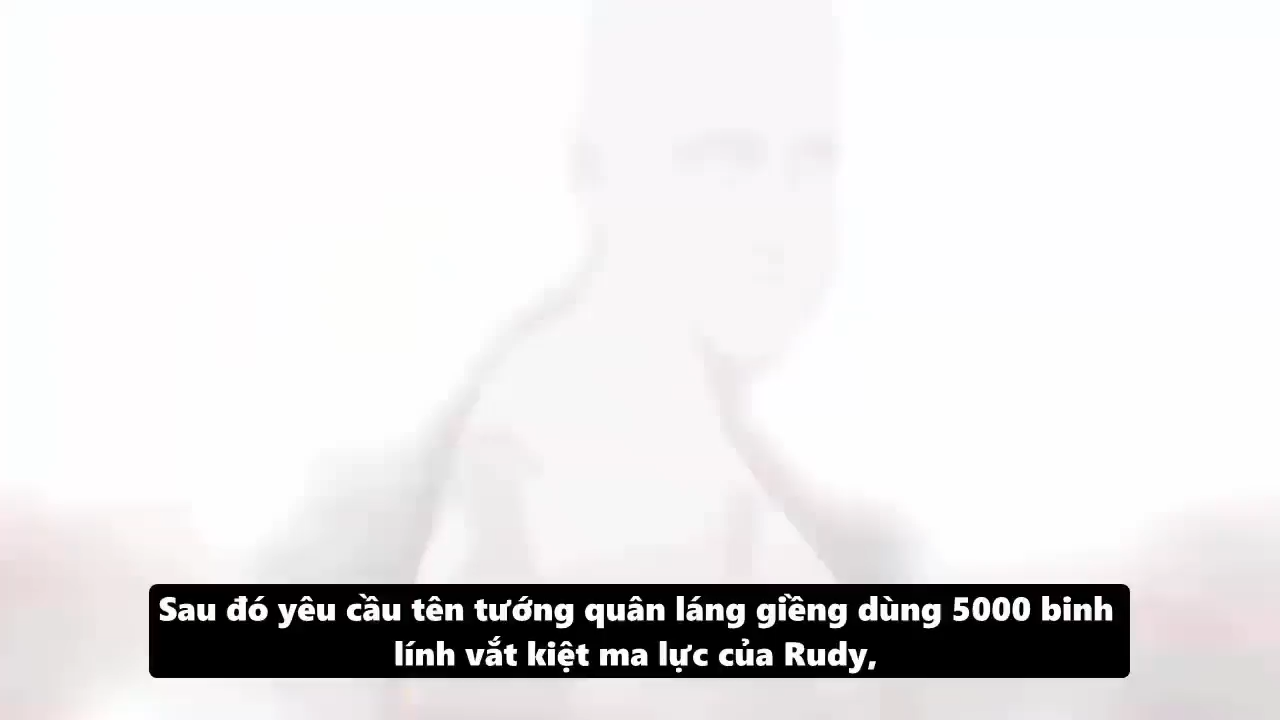 Sau đó yêu cầu tên tướng quân láng giềng dùng 5000 binh
lính vắt kiệt ma lực của Rudy,